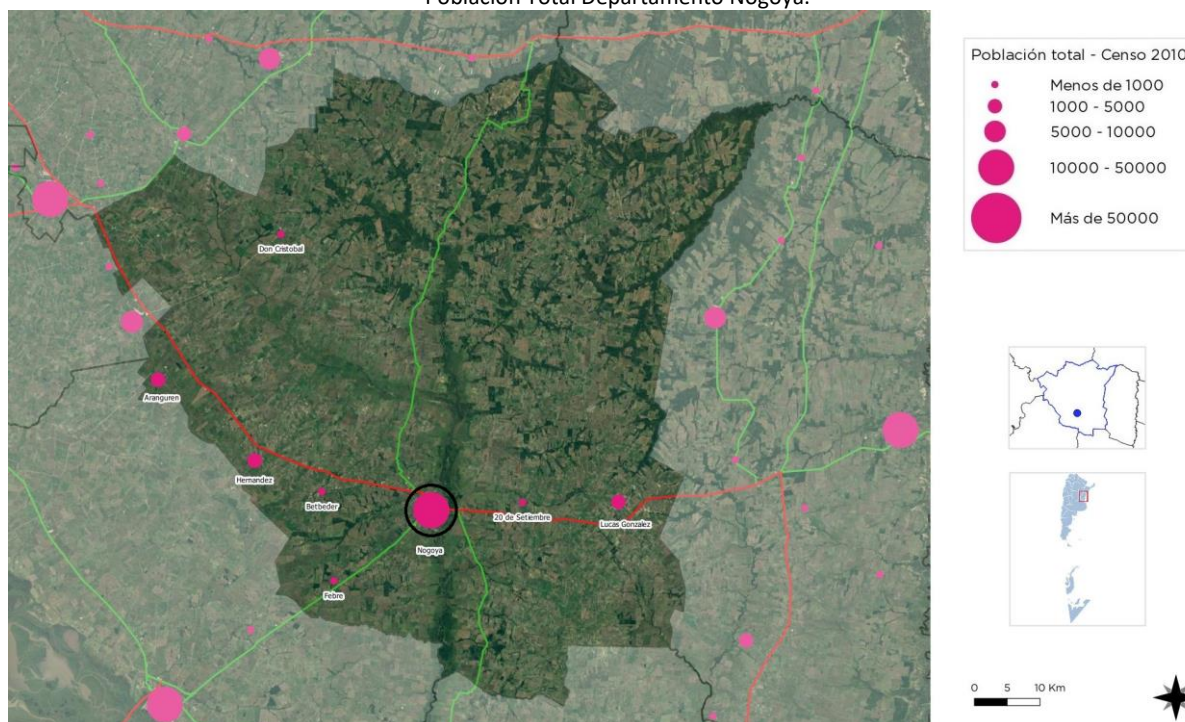 Población Total Departamento Nogoyá.
Población total - Censo 2010
Menos de 1000
1000 - 5000
5000 - 10000
10000 - 50000
Más de 50000
Don Cristobal
Aranguren
Hernandez
Betbeder
20 de Setiembre
Lucas Gonzalez
Nogoya
Febre
0 5 10 Km